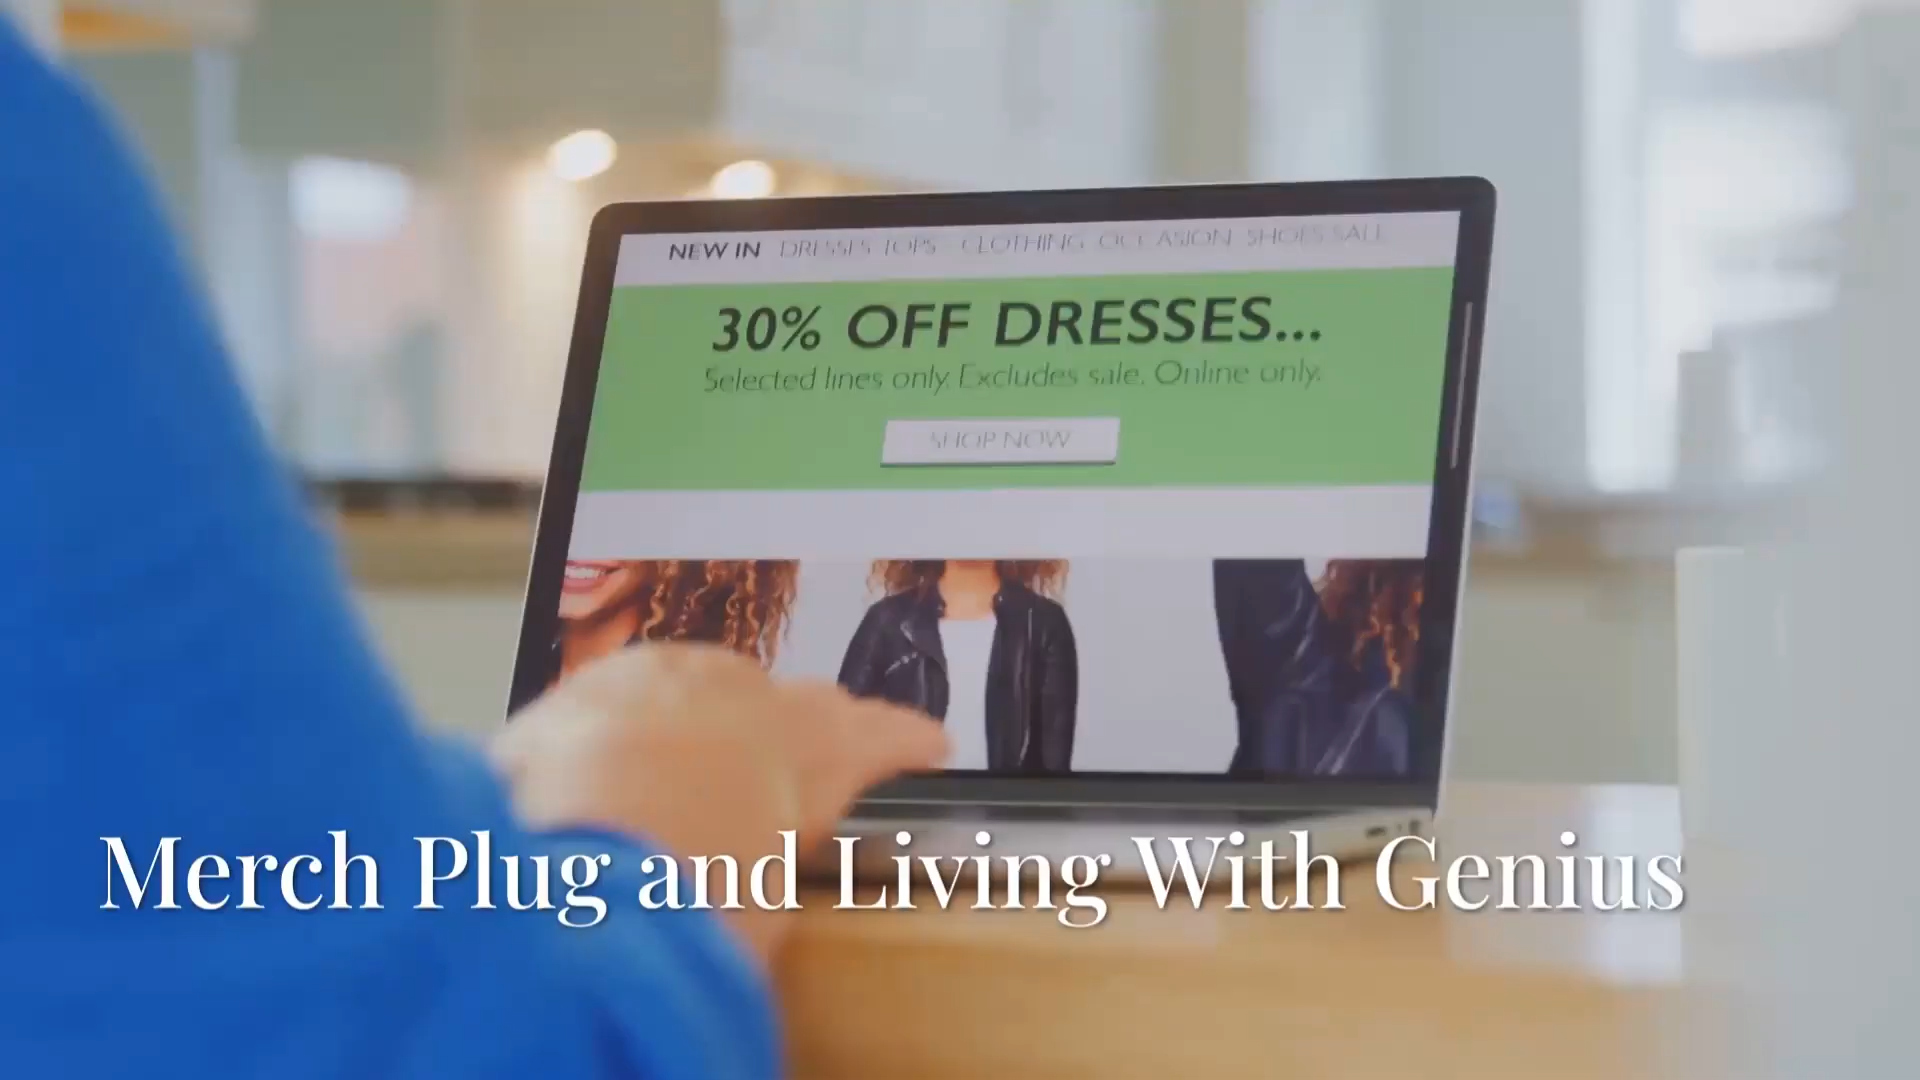 NEW IN DRESSES TOPS CLOTHING OCCASION SHOES SALE
30% OFF DRESSES...
Selected lines only. Excludes sale. Online only.
SHOP NOW
Merch Plug and Living With Genius